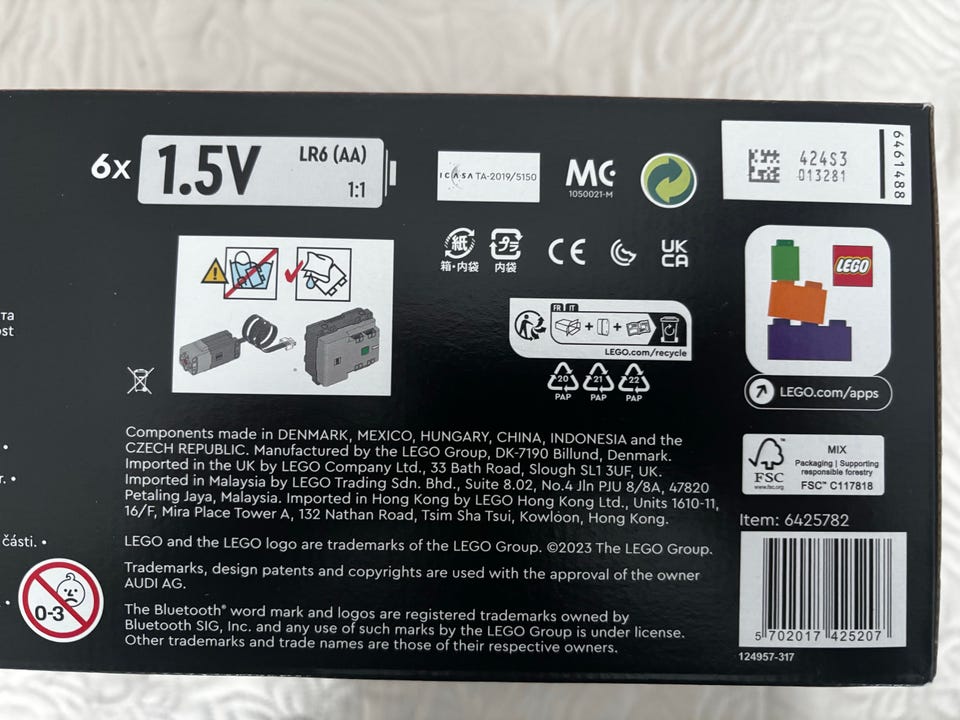 6x 1.5V LR6 (AA) 1:1
ICASA TA-2019/5150
MC
1050021-M
424S3
013281
6461488
紙 プラ
箱・内袋 内袋
CE
UK
CA
та
ost
FR IT
LEGO.com/recycle
20 21 22
PAP PAP PAP
LEGO
LEGO.com/apps
Components made in DENMARK, MEXICO, HUNGARY, CHINA, INDONESIA and the
CZECH REPUBLIC. Manufactured by the LEGO Group, DK-7190 Billund, Denmark.
Imported in the UK by LEGO Company Ltd., 33 Bath Road, Slough SL1 3UF, UK.
Imported in Malaysia by LEGO Trading Sdn. Bhd., Suite 8.02, No.4 Jln PJU 8/8A, 47820
Petaling Jaya, Malaysia. Imported in Hong Kong by LEGO Hong Kong Ltd., Units 1610-11,
16/F, Mira Place Tower A, 132 Nathan Road, Tsim Sha Tsui, Kowloon, Hong Kong.
r. •
části. •
LEGO and the LEGO logo are trademarks of the LEGO Group. ©2023 The LEGO Group.
Trademarks, design patents and copyrights are used with the approval of the owner
AUDI AG.
0-3
The Bluetooth® word mark and logos are registered trademarks owned by
Bluetooth SIG, Inc. and any use of such marks by the LEGO Group is under license.
Other trademarks and trade names are those of their respective owners.
FSC
www.fsc.org
MIX
Packaging | Supporting
responsible forestry
FSC™ C117818
Item: 6425782
5 702017 425207
124957-317